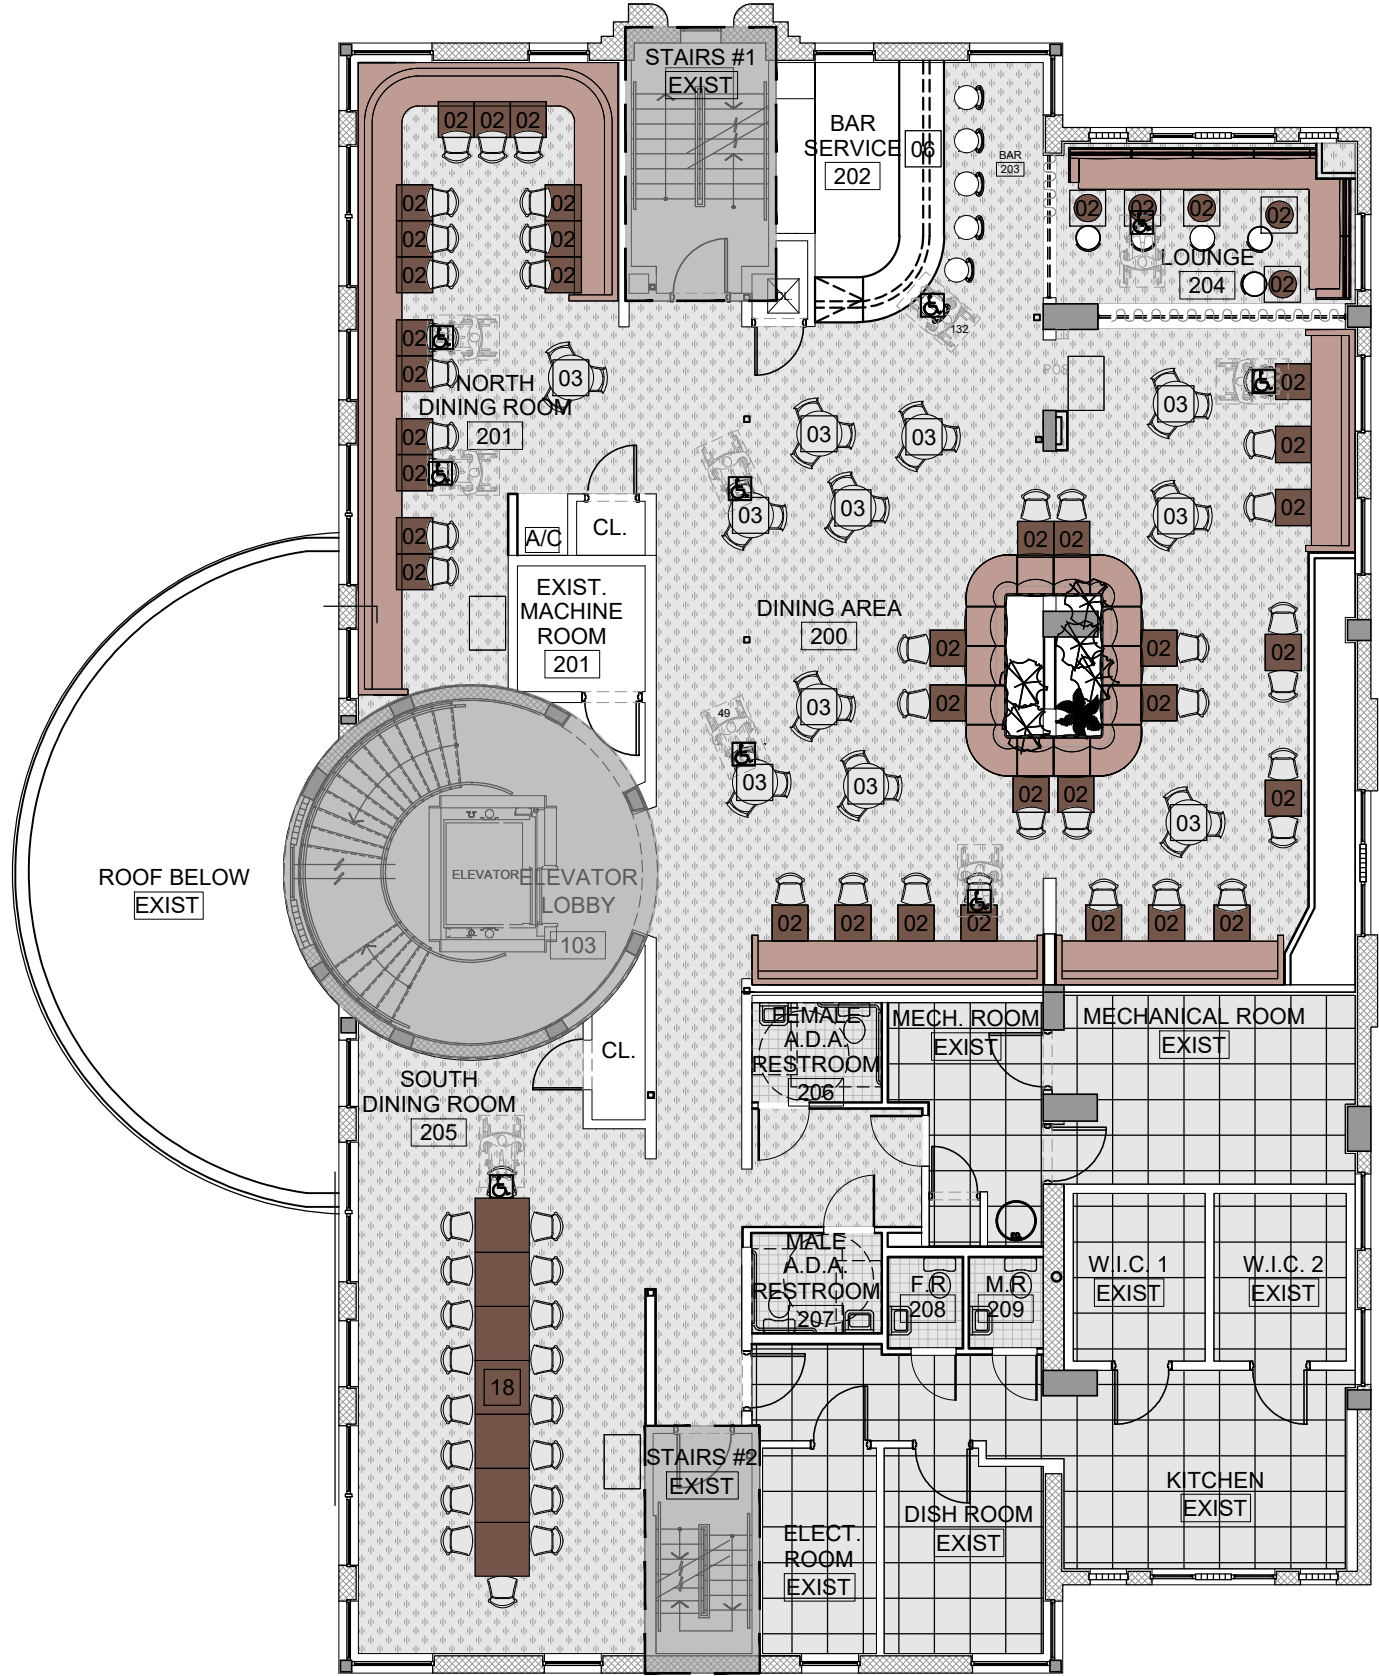 STAIRS #1
EXIST
BAR
SERVICE 06
202
BAR
203
02 02 02
02 02
02 02
02 02
02 02 02 02
02
LOUNGE
204
132
02
02
NORTH
DINING ROOM
201
03
02
02
POS
02
02
02
03
03
03
03
03
03
02
02
A/C
CL.
EXIST.
MACHINE
ROOM
201
DINING AREA
200
02 02
02
02
02
02
02 02
02
02
03
03
03
03
49
ELEVATOR
ELEVATOR
LOBBY
103
ROOF BELOW
EXIST
02 02 02 02
02 02 02
FEMALE
A.D.A.
RESTROOM
206
MECH. ROOM
EXIST
MECHANICAL ROOM
EXIST
CL.
SOUTH
DINING ROOM
205
MALE
A.D.A.
RESTROOM
207
F.R
208
M.R
209
W.I.C. 1
EXIST
W.I.C. 2
EXIST
18
STAIRS #2
EXIST
ELECT.
ROOM
EXIST
DISH ROOM
EXIST
KITCHEN
EXIST